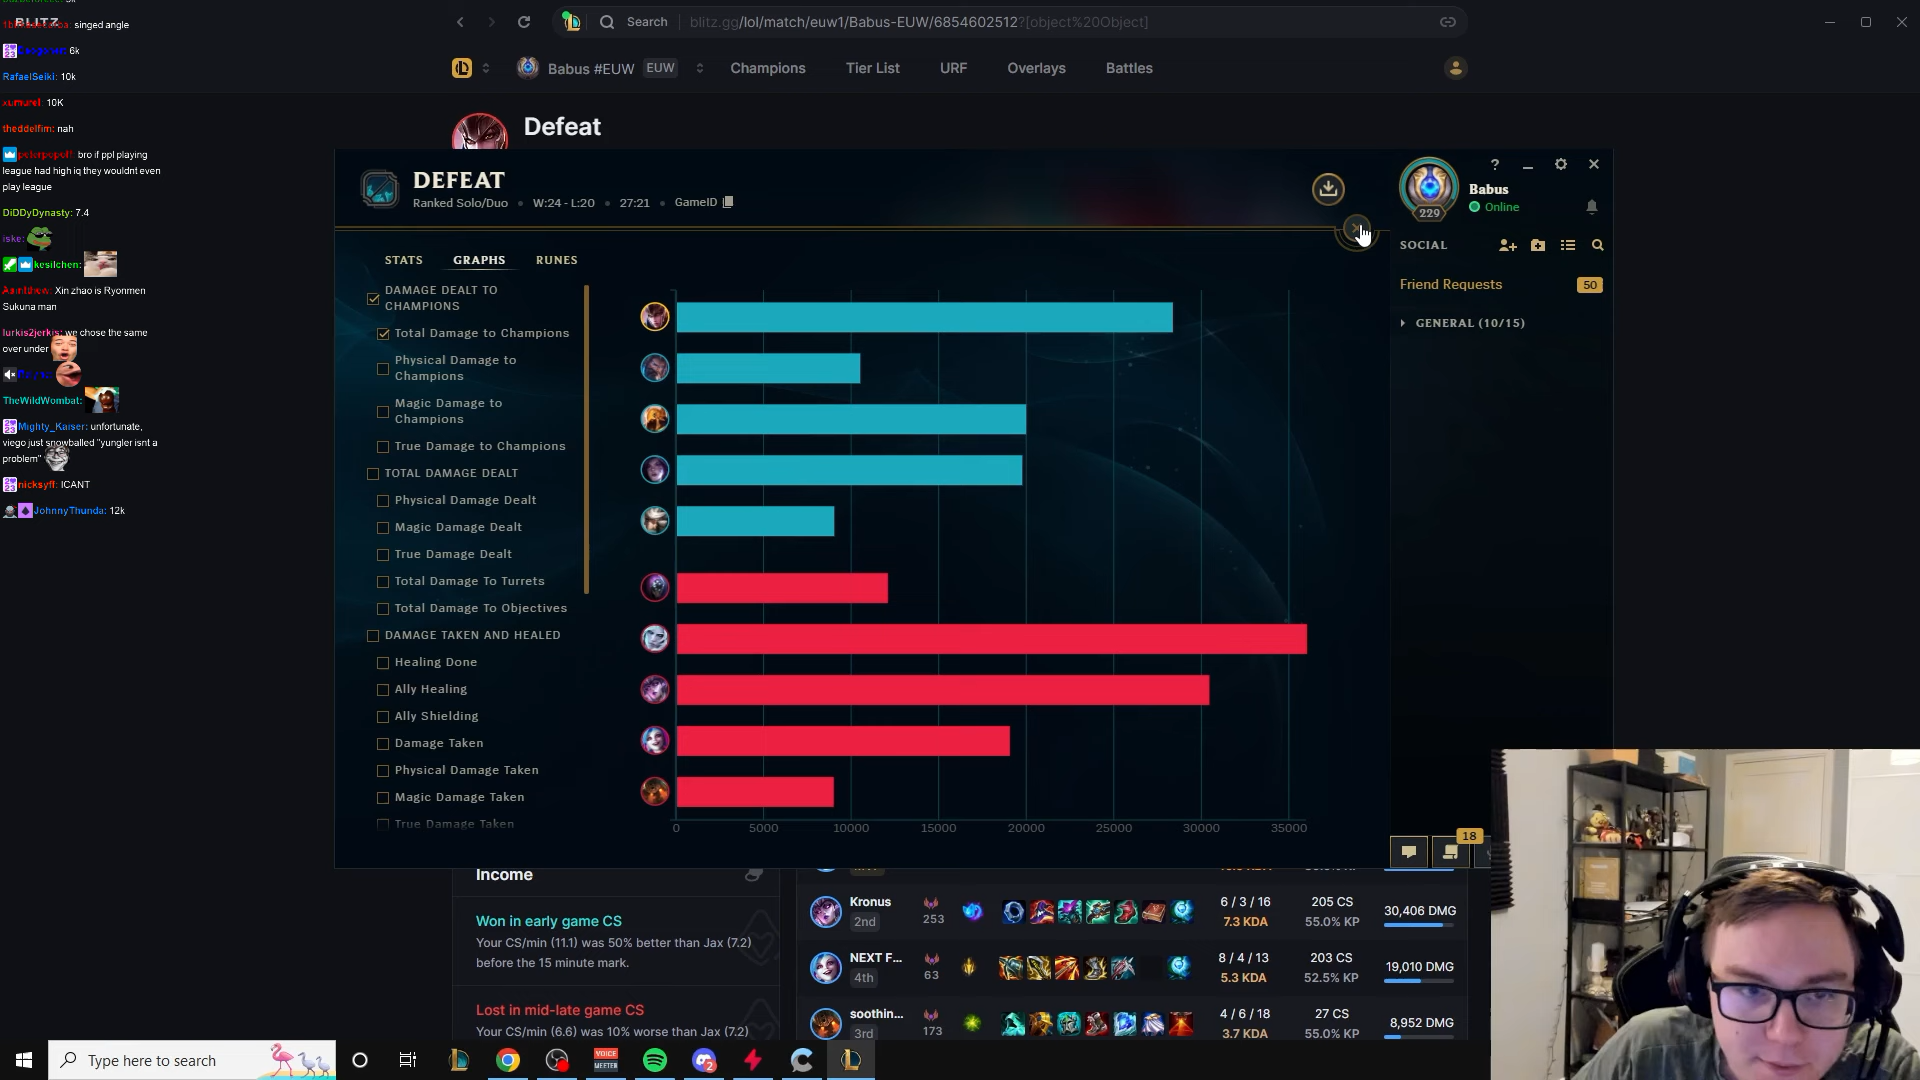 BLITZ
singed angle
6k
RafaelSeiki: 10k
xumurel: 10K
theddelfim: nah
peterpopoff: bro if ppl playing
league had high iq they wouldnt even
play league
DiDDyDynasty: 7.4
iske:
kesilchen:
Xin zhao is Ryonmen
Sukuna man
lurkis2jerkis: we chose the same
over under
TheWildWombat:
Mighty_Kaiser: unfortunate,
viego just snowballed "yungler isnt a
problem"
nicksyff: ICANT
JohnnyThunda: 12k
Search
blitz.gg/lol/match/euw1/Babus-EUW/6854602512?[object%20Object]
Babus #EUW
EUW
Champions
Tier List
URF
Overlays
Battles
Defeat
DEFEAT
Ranked Solo/Duo • W:24 - L:20 • 27:21 • GameID
STATS
GRAPHS
RUNES
DAMAGE DEALT TO
CHAMPIONS
Total Damage to Champions
Physical Damage to
Champions
Magic Damage to
Champions
True Damage to Champions
TOTAL DAMAGE DEALT
Physical Damage Dealt
Magic Damage Dealt
True Damage Dealt
Total Damage To Turrets
Total Damage To Objectives
DAMAGE TAKEN AND HEALED
Healing Done
Ally Healing
Ally Shielding
Damage Taken
Physical Damage Taken
Magic Damage Taken
True Damage Taken
0
5000
10000
15000
20000
25000
30000
35000
229
?
Babus
Online
SOCIAL
Friend Requests
50
GENERAL (10/15)
18
Income
Won in early game CS
Your CS/min (11.1) was 50% better than Jax (7.2)
before the 15 minute mark.
Lost in mid-late game CS
Your CS/min (6.6) was 10% worse than Jax (7.2)
Kronus
2nd
253
6 / 3 / 16
7.3 KDA
205 CS
55.0% KP
30,406 DMG
NEXT F...
4th
63
8 / 4 / 13
5.3 KDA
203 CS
52.5% KP
19,010 DMG
soothin...
3rd
173
4 / 6 / 18
3.7 KDA
27 CS
55.0% KP
8,952 DMG
Type here to search
VOICE
MEETER
2